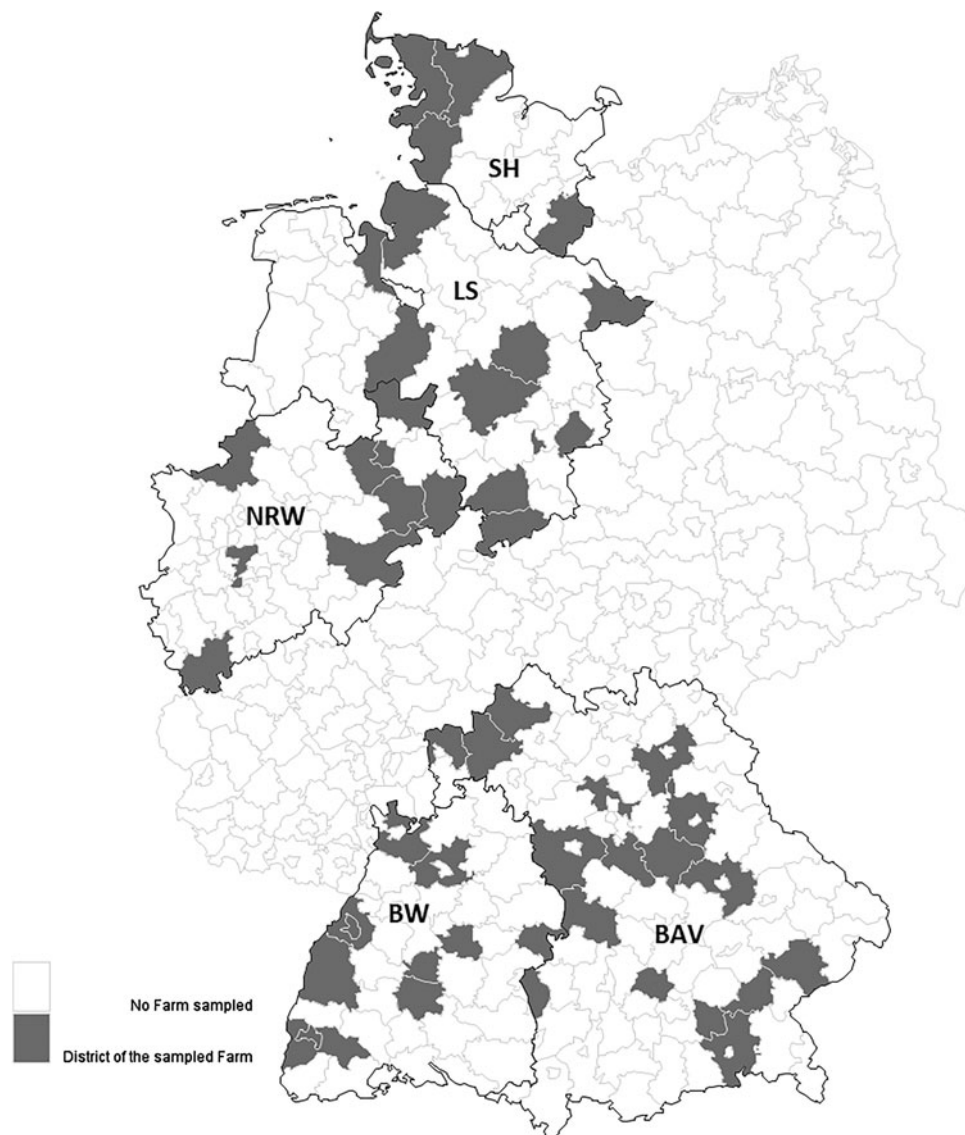 SH
LS
NRW
BW
BAV
No Farm sampled
District of the sampled Farm